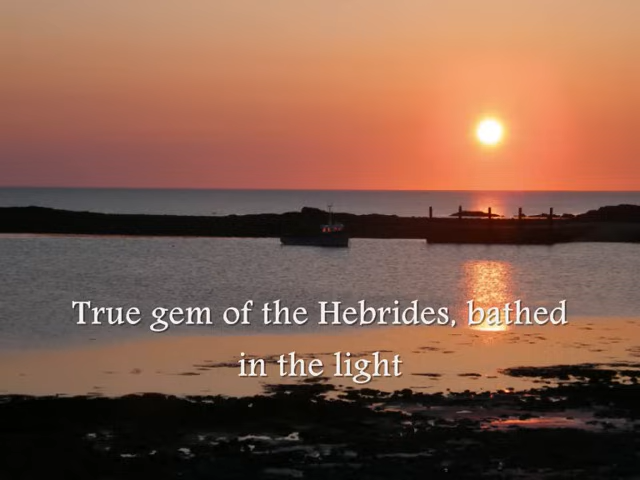 True gem of the Hebrides, bathed
in the light